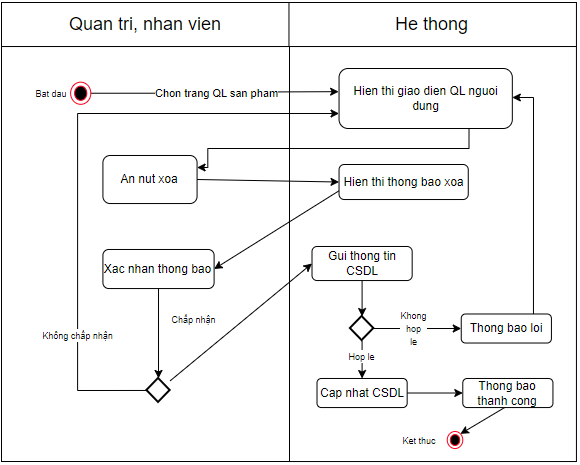 Quan tri, nhan vien
He thong
Bat dau
Chon trang QL san pham
Hien thi giao dien QL nguoi
dung
An nut xoa
Hien thi thong bao xoa
Xac nhan thong bao
Gui thong tin
CSDL
Chấp nhận
Không chấp nhận
Khong
hop
le
Thong bao loi
Hop le
Cap nhat CSDL
Thong bao
thanh cong
Ket thuc